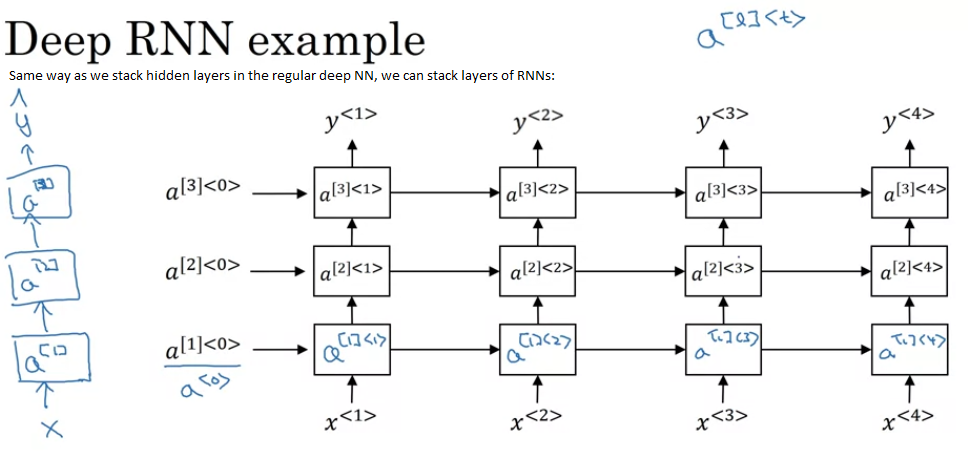 Deep RNN example
a^[l]<t>
Same way as we stack hidden layers in the regular deep NN, we can stack layers of RNNs:
ŷ
y^<1> y^<2> y^<3> y^<4>
a^[3] a^[3]<0> a^[3]<1> a^[3]<2> a^[3]<3> a^[3]<4>
a^[2] a^[2]<0> a^[2]<1> a^[2]<2> a^[2]<3> a^[2]<4>
a^[1] a^[1]<0> a^[1]<1> a^[1]<2> a^[1]<3> a^[1]<4>
a^<0>
x x^<1> x^<2> x^<3> x^<4>